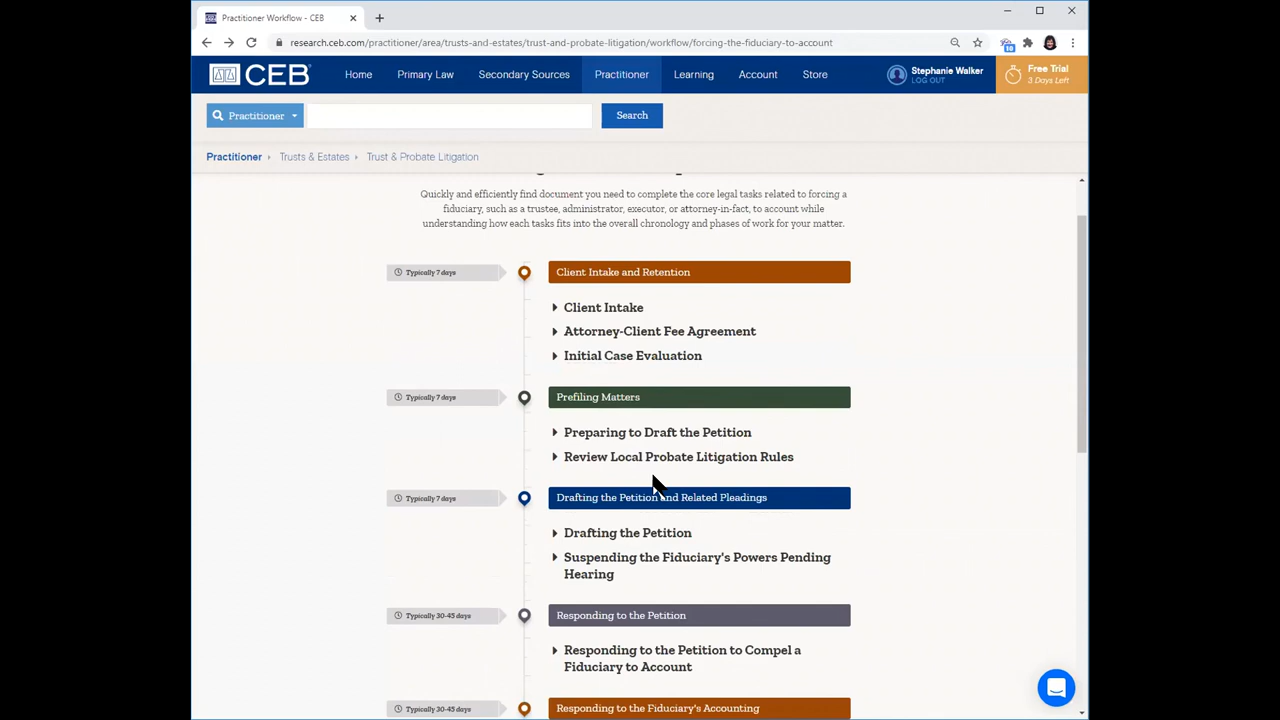 Practitioner Workflow - CEB
research.ceb.com/practitioner/area/trusts-and-estates/trust-and-probate-litigation/workflow/forcing-the-fiduciary-to-account
10
CEB
Home
Primary Law
Secondary Sources
Practitioner
Learning
Account
Store
Stephanie Walker
LOG OUT
Free Trial
3 Days Left
Practitioner
Search
Practitioner
Trusts & Estates
Trust & Probate Litigation
Quickly and efficiently find document you need to complete the core legal tasks related to forcing a
fiduciary, such as a trustee, administrator, executor, or attorney-in-fact, to account while
understanding how each tasks fits into the overall chronology and phases of work for your matter.
Typically 7 days
Client Intake and Retention
Client Intake
Attorney-Client Fee Agreement
Initial Case Evaluation
Typically 7 days
Prefiling Matters
Preparing to Draft the Petition
Review Local Probate Litigation Rules
Typically 7 days
Drafting the Petition and Related Pleadings
Drafting the Petition
Suspending the Fiduciary's Powers Pending
Hearing
Typically 30-45 days
Responding to the Petition
Responding to the Petition to Compel a
Fiduciary to Account
Typically 30-45 days
Responding to the Fiduciary's Accounting